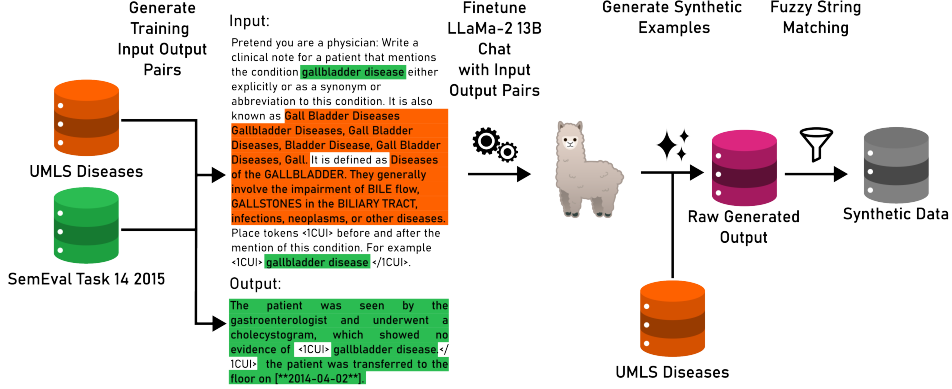 Generate
Training
Input Output
Pairs
UMLS Diseases
SemEval Task 14 2015
Input:
Pretend you are a physician: Write a
clinical note for a patient that mentions
the condition gallbladder disease either
explicitly or as a synonym or
abbreviation to this condition. It is also
known as Gall Bladder Diseases
Gallbladder Diseases, Gall Bladder
Diseases, Bladder Disease, Gall Bladder
Diseases, Gall. It is defined as Diseases
of the GALLBLADDER. They generally
involve the impairment of BILE flow,
GALLSTONES in the BILIARY TRACT,
infections, neoplasms, or other diseases.
Place tokens <1CUI> before and after the
mention of this condition. For example
<1CUI> gallbladder disease </1CUI>.
Output:
The patient was seen by the
gastroenterologist and underwent a
cholecystogram, which showed no
evidence of <1CUI> gallbladder disease.</
1CUI> the patient was transferred to the
floor on [**2014-04-02**].
Finetune
LLaMa-2 13B
Chat
with Input
Output Pairs
Generate Synthetic
Examples
Fuzzy String
Matching
Raw Generated
Output
Synthetic Data
UMLS Diseases